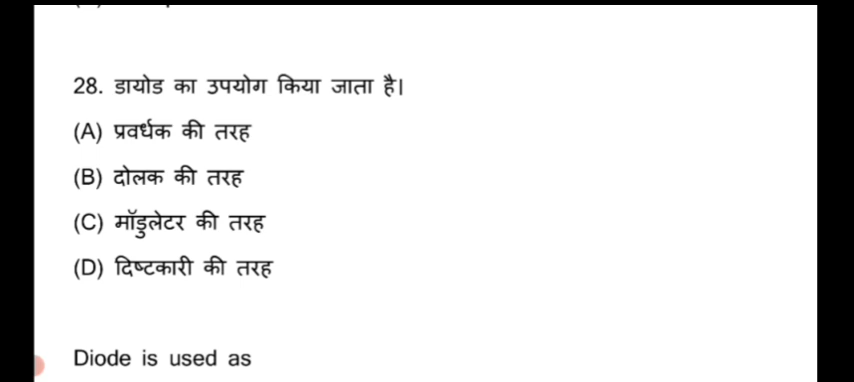 28. डायोड का उपयोग किया जाता है।
(A) प्रवर्धक की तरह
(B) दोलक की तरह
(C) मॉडुलेटर की तरह
(D) दिष्टकारी की तरह
Diode is used as